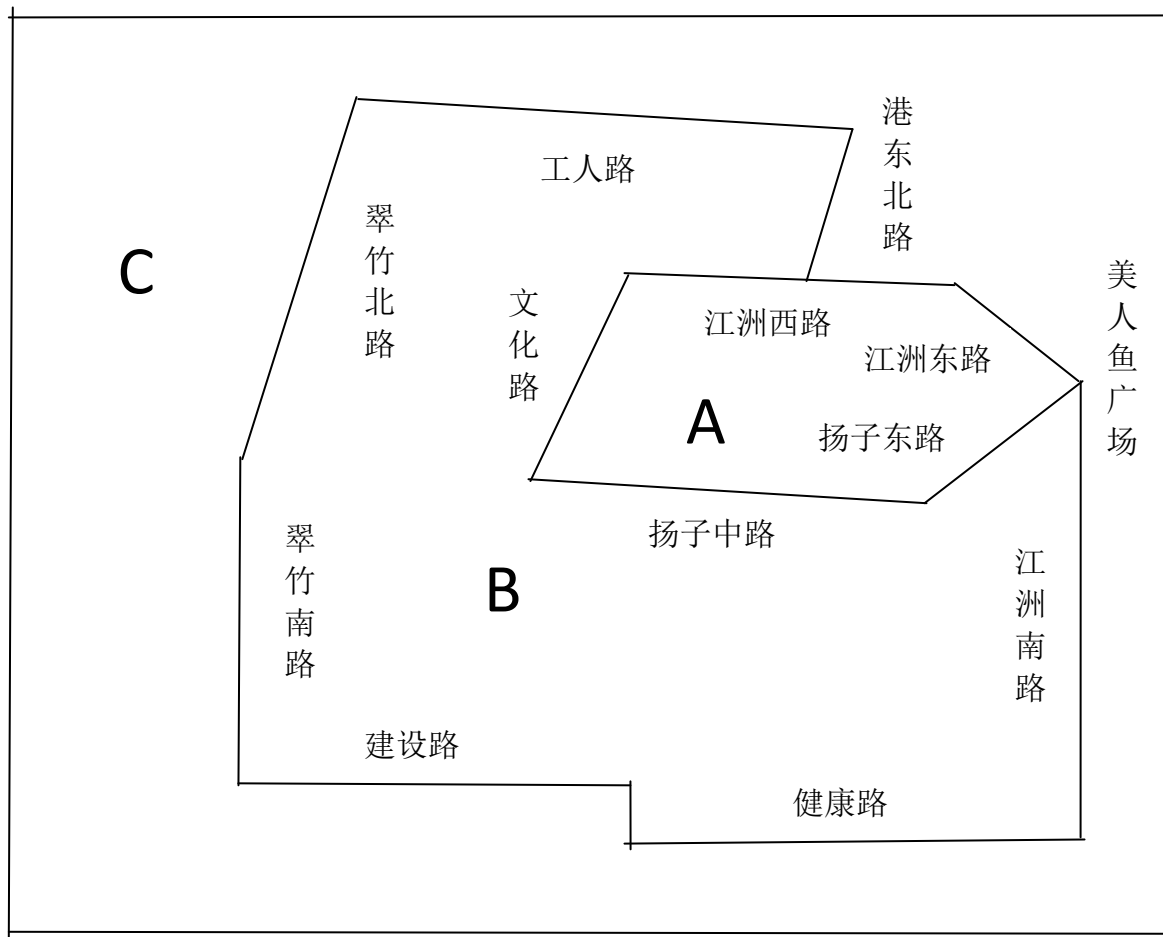 港东北路
工人路
翠竹北路
C
美人鱼广场
文化路
江洲西路
江洲东路
A
扬子东路
扬子中路
翠竹南路
B
江洲南路
建设路
健康路